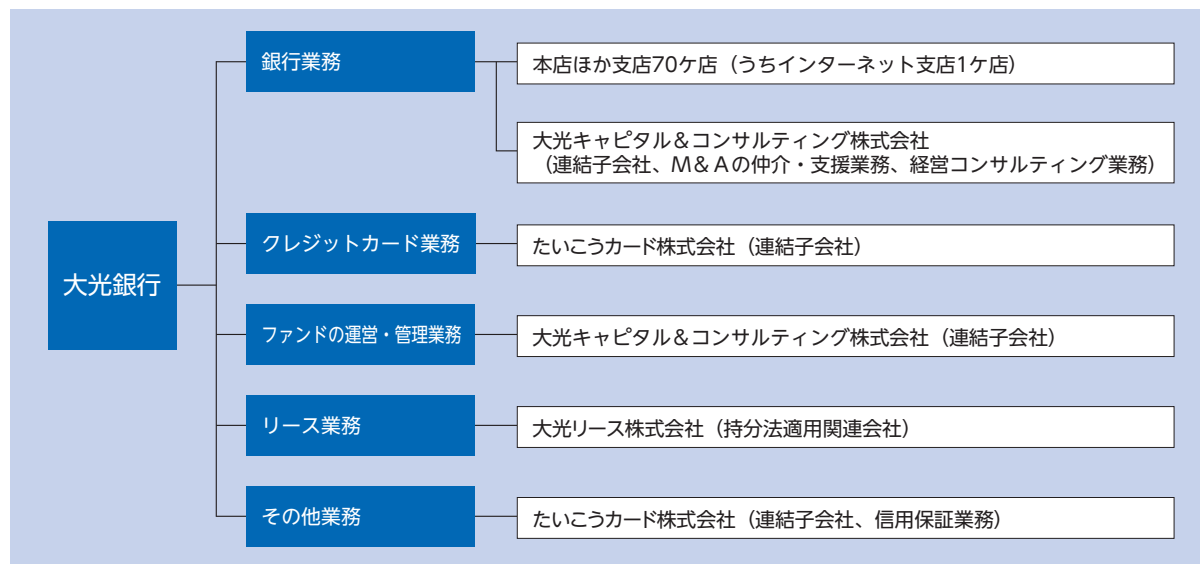 大光銀行
銀行業務
本店ほか支店70ケ店（うちインターネット支店1ケ店）
大光キャピタル＆コンサルティング株式会社
（連結子会社、M＆Aの仲介・支援業務、経営コンサルティング業務）
クレジットカード業務
たいこうカード株式会社（連結子会社）
ファンドの運営・管理業務
大光キャピタル＆コンサルティング株式会社（連結子会社）
リース業務
大光リース株式会社（持分法適用関連会社）
その他業務
たいこうカード株式会社（連結子会社、信用保証業務）